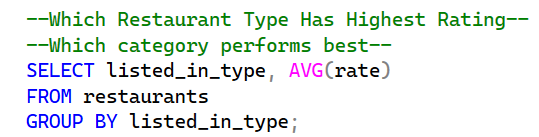 --Which Restaurant Type Has Highest Rating--
--Which category performs best--
SELECT listed_in_type, AVG(rate)
FROM restaurants
GROUP BY listed_in_type;